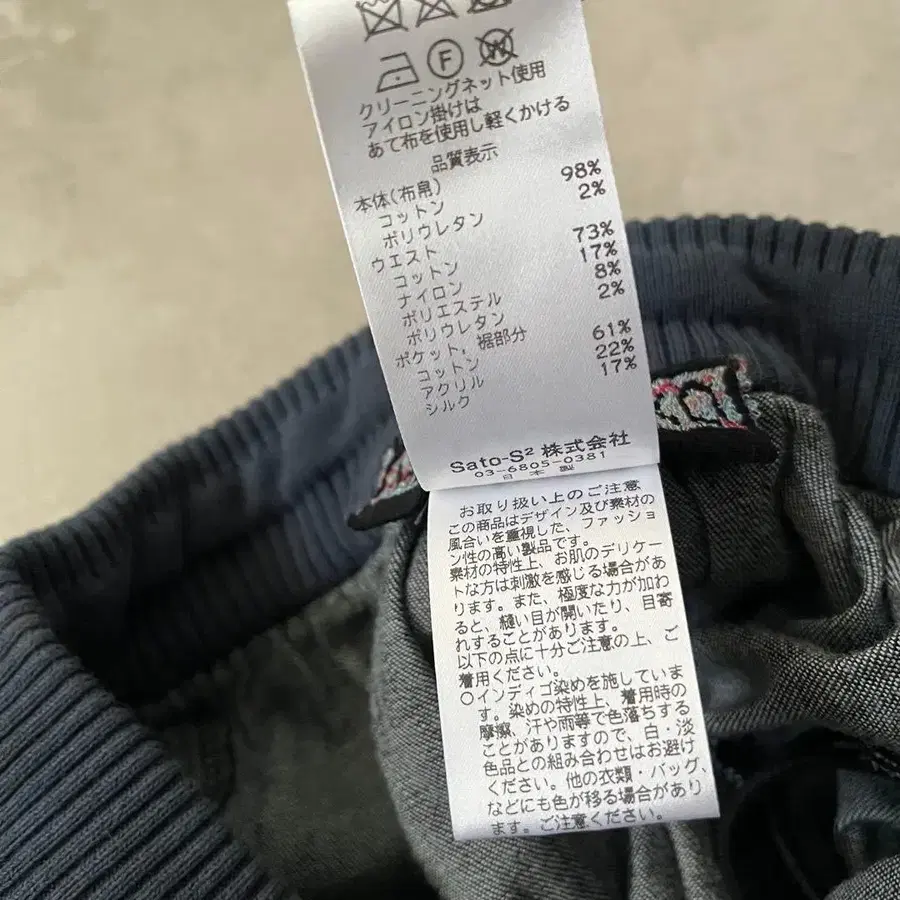 F
W
クリーニングネット使用
アイロン掛けは
あて布を使用し軽くかける
品質表示
本体(布帛)
コットン 98%
ポリウレタン 2%
ウエスト
コットン 73%
ナイロン 17%
ポリエステル 8%
ポリウレタン 2%
ポケット、裾部分
コットン 61%
アクリル 22%
シルク 17%
Sato-S² 株式会社
03-6805-0381
日本製
お取り扱い上のご注意
この商品はデザイン及び素材の
風合いを重視した、ファッショ
ン性の高い製品です。
素材の特性上、お肌のデリケー
トな方は刺激を感じる場合があ
ります。また、極度な力が加わ
ると、縫い目が開いたり、目寄
れすることがあります。
以下の点に十分ご注意の上、ご
着用ください。
○インディゴ染めを施していま
す。染めの特性上、着用時の
摩擦、汗や雨等で色落ちする
ことがありますので、白・淡
色品との組み合わせはお避け
ください。他の衣類・バッグ、
などにも色が移る場合があり
ます。ご注意ください。